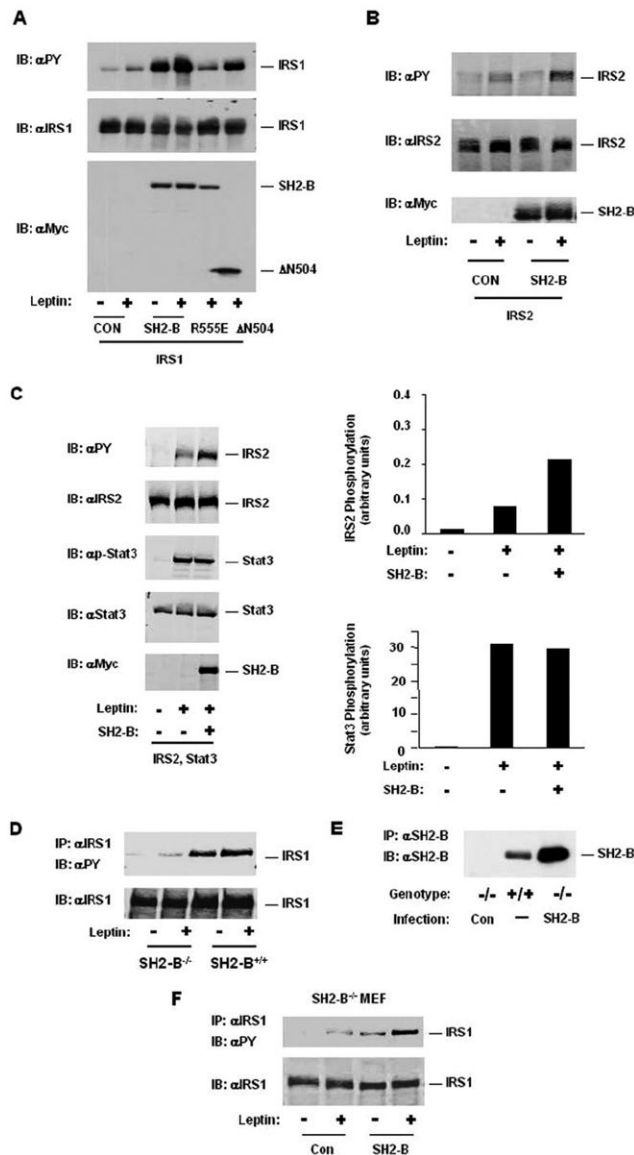 A
IB: αPY
IRS1
IB: αIRS1
IRS1
IB: αMyc
SH2-B
ΔN504
Leptin: - + - + + +
CON SH2-B R555E ΔN504
IRS1
B
IB: αPY
IRS2
IB: αIRS2
IRS2
IB: αMyc
SH2-B
Leptin: - + - +
CON SH2-B
IRS2
C
IB: αPY
IRS2
IB: αIRS2
IRS2
IB: αp-Stat3
Stat3
IB: αStat3
Stat3
IB: αMyc
SH2-B
Leptin: - + +
SH2-B: - - +
IRS2, Stat3
IRS2 Phosphorylation
(arbitrary units)
0.4
0.2
0.1
0.0
Leptin: - + +
SH2-B: - - +
Stat3 Phosphorylation
(arbitrary units)
30
20
10
0
Leptin: - + +
SH2-B: - - +
D
IP: αIRS1
IB: αPY
IRS1
IB: αIRS1
IRS1
Leptin: - + - +
SH2-B-/- SH2-B+/+
E
IP: αSH2-B
IB: αSH2-B
SH2-B
Genotype: -/- +/+ -/-
Infection: Con — SH2-B
F
SH2-B-/- MEF
IP: αIRS1
IB: αPY
IRS1
IB: αIRS1
IRS1
Leptin: - + - +
Con SH2-B